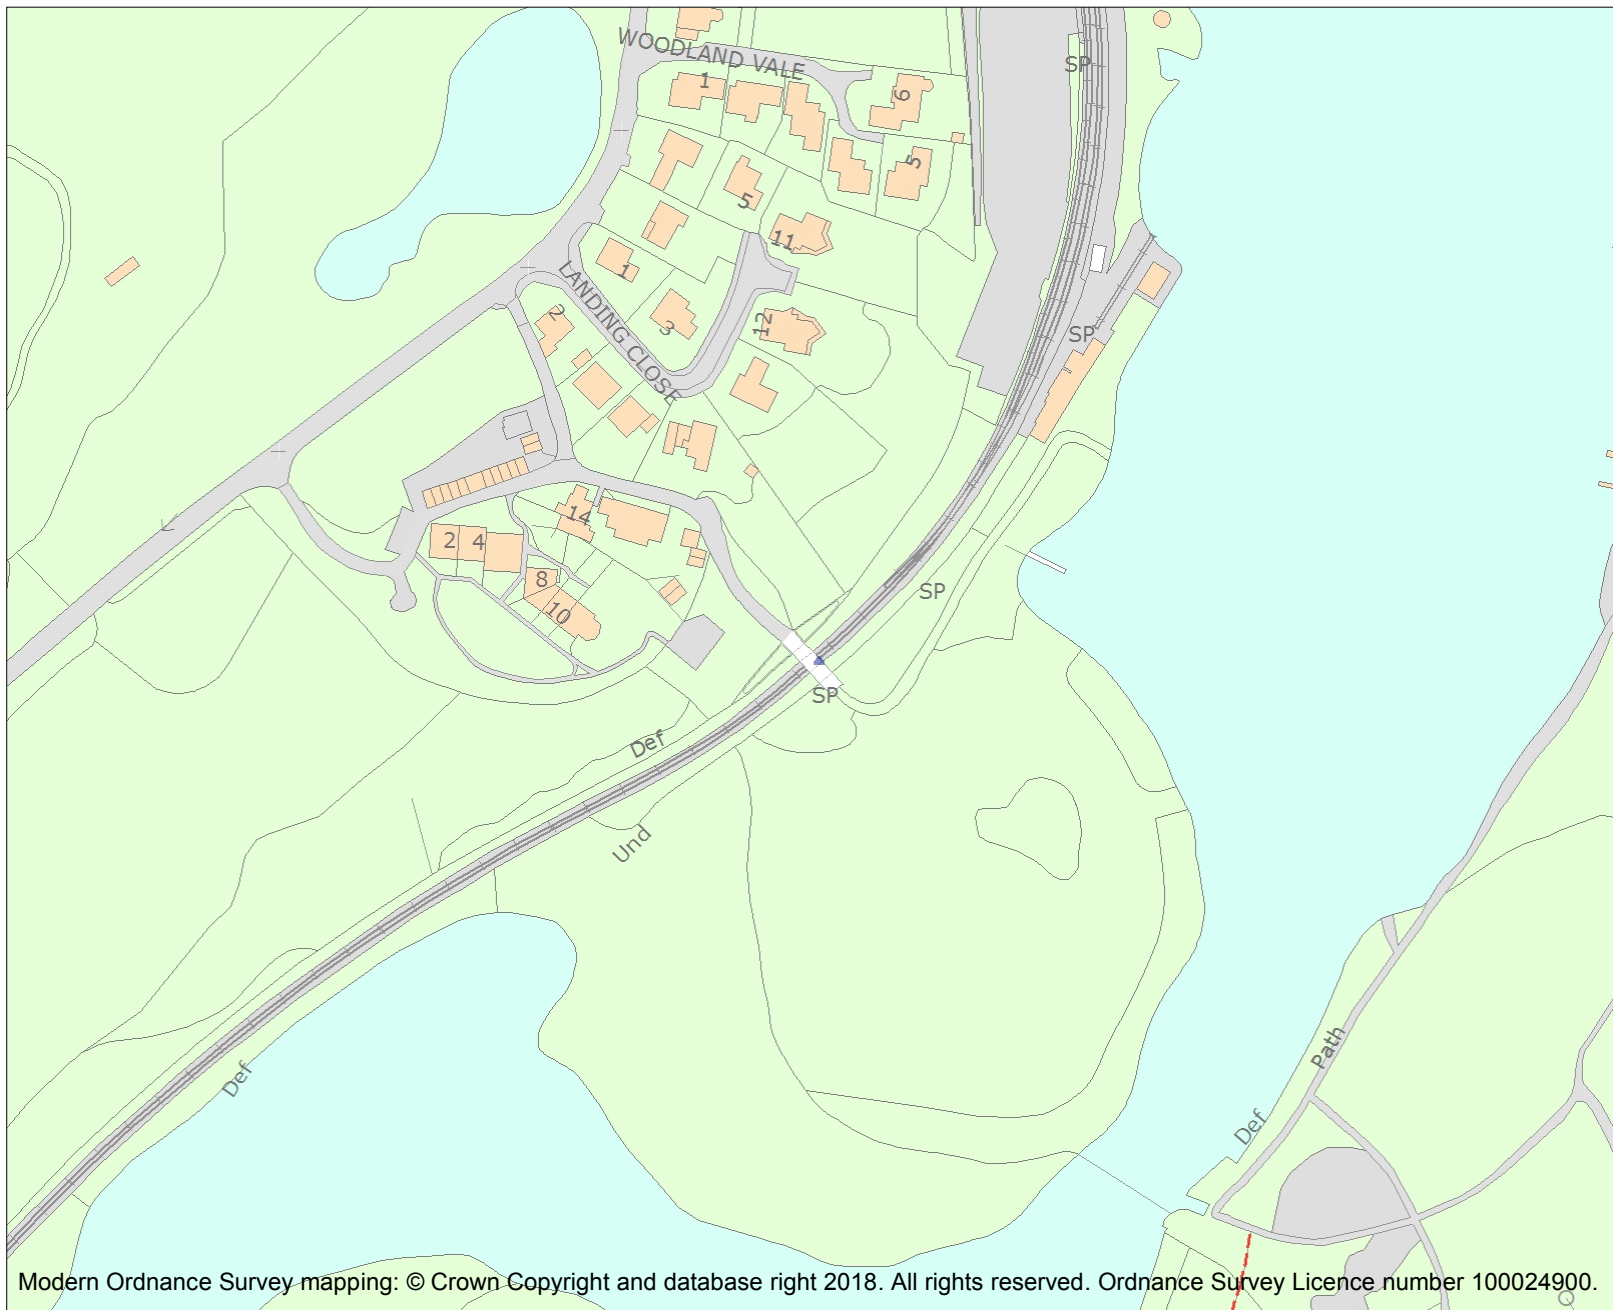 WOODLAND VALE
SP
1
6
5
5
11
1
LANDING CLOSE
2
3
12
SP
14
2
4
8
10
SP
SP
Def
Und
Def
Path
Def
Modern Ordnance Survey mapping: © Crown Copyright and database right 2018. All rights reserved. Ordnance Survey Licence number 100024900.